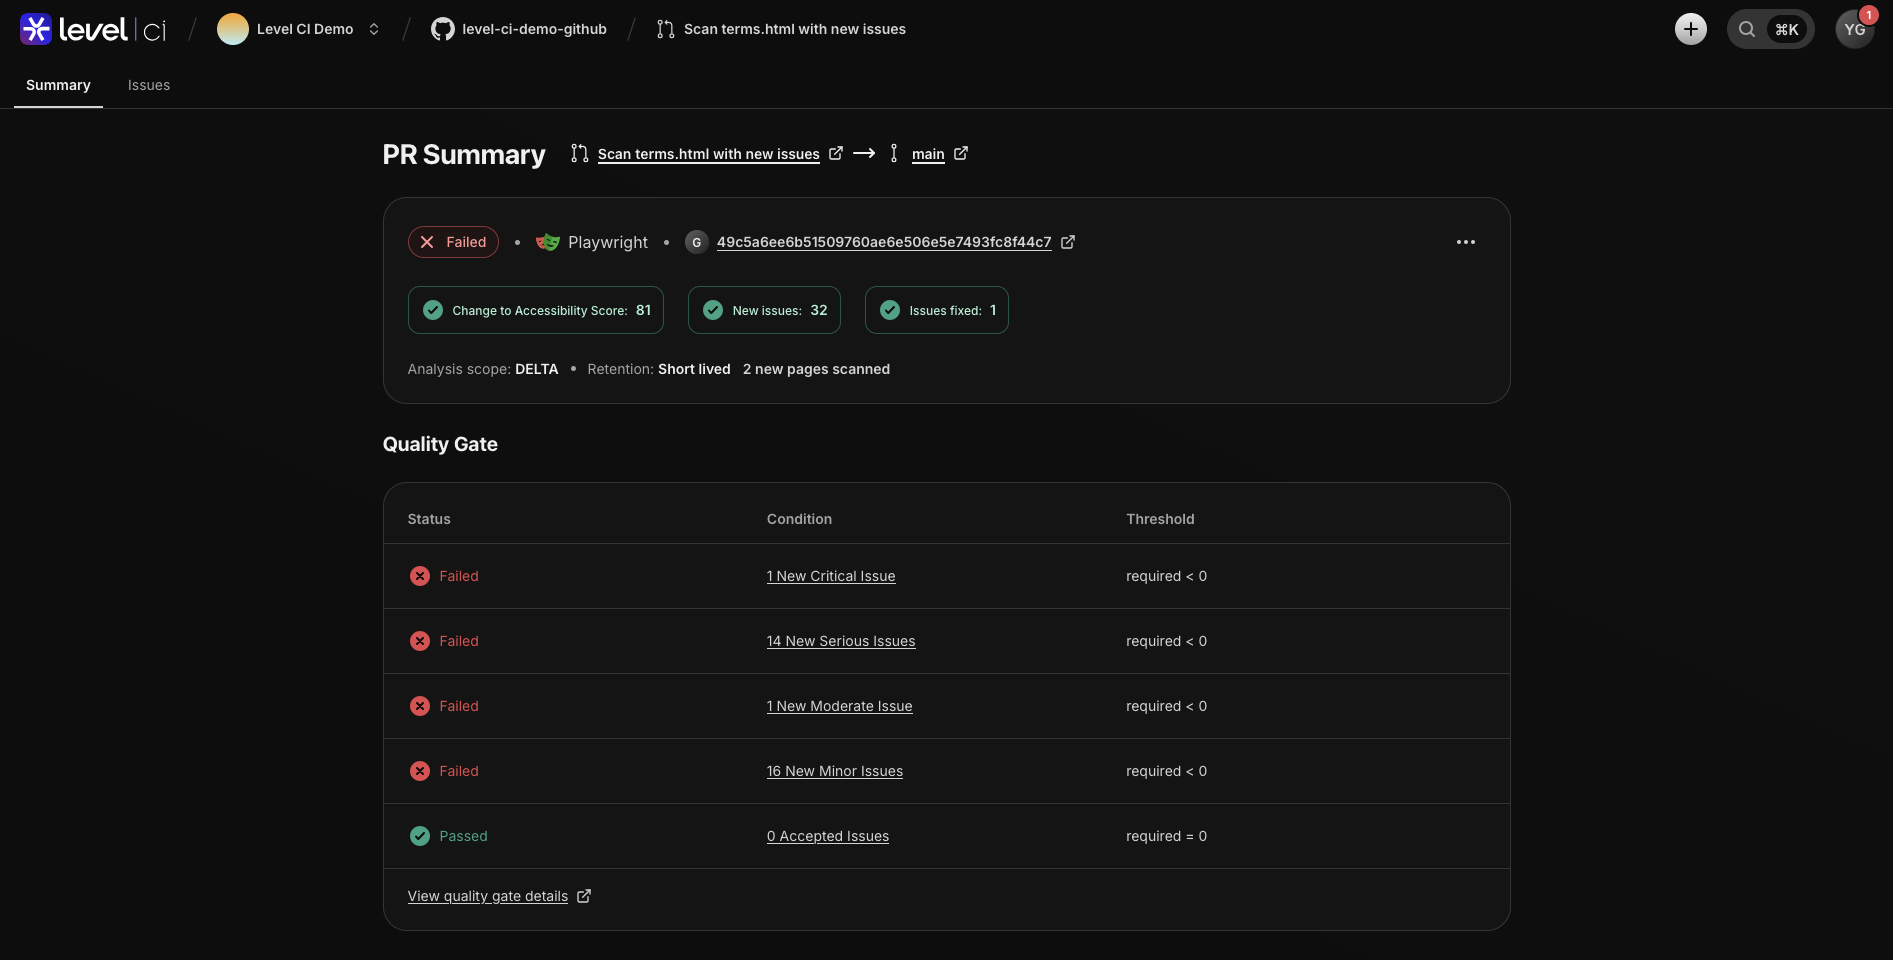 level ci / Level CI Demo / level-ci-demo-github / Scan terms.html with new issues ⌘K YG 1
Summary Issues
PR Summary Scan terms.html with new issues → main
Failed • Playwright • G 49c5a6ee6b51509760ae6e506e5e7493fc8f44c7
Change to Accessibility Score: 81 New issues: 32 Issues fixed: 1
Analysis scope: DELTA • Retention: Short lived 2 new pages scanned
Quality Gate
Status Condition Threshold
Failed 1 New Critical Issue required < 0
Failed 14 New Serious Issues required < 0
Failed 1 New Moderate Issue required < 0
Failed 16 New Minor Issues required < 0
Passed 0 Accepted Issues required = 0
View quality gate details